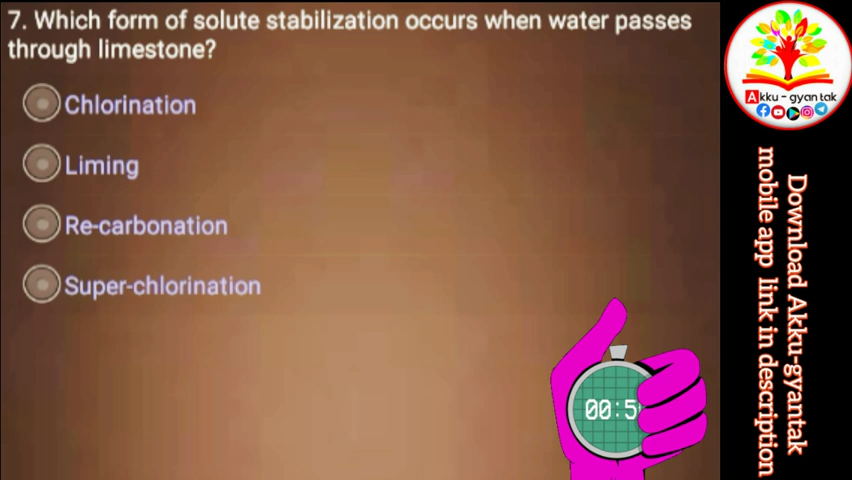 7. Which form of solute stabilization occurs when water passes
through limestone?
Chlorination
Liming
Re-carbonation
Super-chlorination
00:5
Akku - gyan tak
Download Akku-gyantak
mobile app link in description